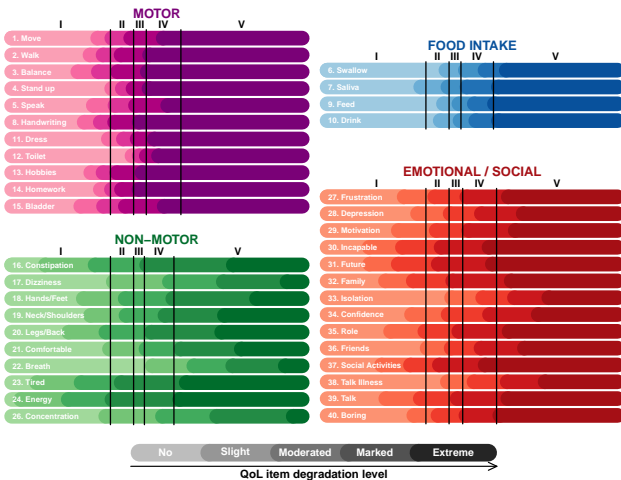 MOTOR
I II III IV V
1. Move
2. Walk
3. Balance
4. Stand up
5. Speak
8. Handwriting
11. Dress
12. Toilet
13. Hobbies
14. Homework
15. Bladder
FOOD INTAKE
I II III IV V
6. Swallow
7. Saliva
9. Feed
10. Drink
NON−MOTOR
I II III IV V
16. Constipation
17. Dizziness
18. Hands/Feet
19. Neck/Shoulders
20. Legs/Back
21. Comfortable
22. Breath
23. Tired
24. Energy
26. Concentration
EMOTIONAL / SOCIAL
I II III IV V
27. Frustration
28. Depression
29. Motivation
30. Incapable
31. Future
32. Family
33. Isolation
34. Confidence
35. Role
36. Friends
37. Social Activities
38. Talk Illness
39. Talk
40. Boring
No Slight Moderated Marked Extreme
QoL item degradation level